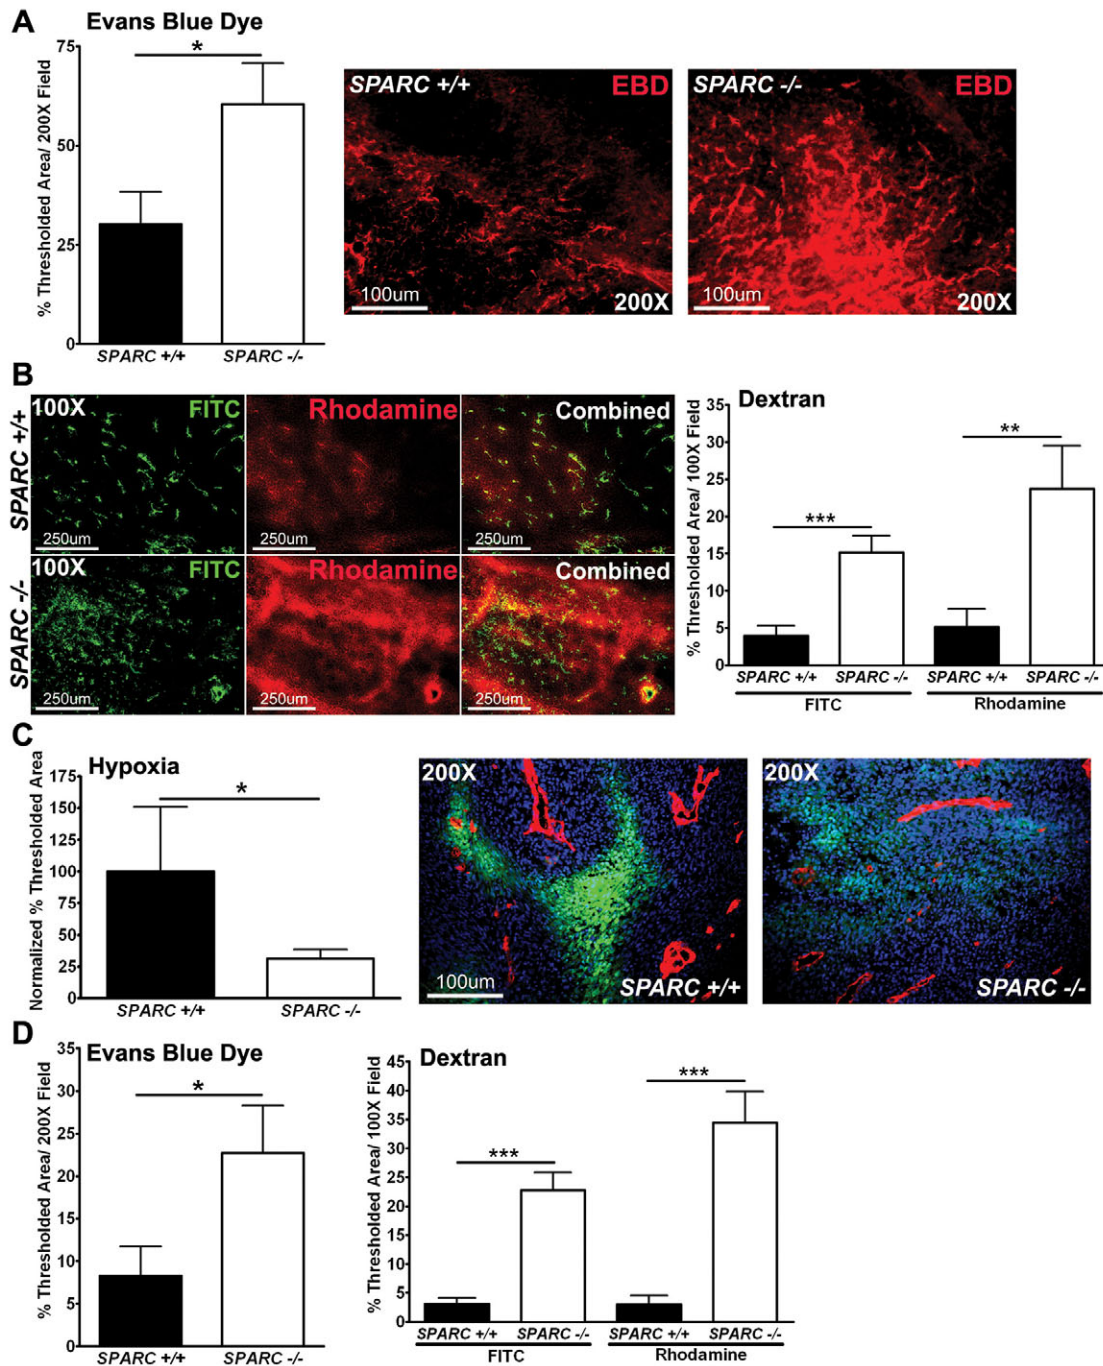 A
Evans Blue Dye
% Thresholded Area/ 200X Field
75
50
25
0
*
SPARC +/+
SPARC -/-
SPARC +/+
EBD
100um
200X
SPARC -/-
EBD
100um
200X
B
SPARC +/+
100X
FITC
250um
Rhodamine
250um
Combined
250um
SPARC -/-
100X
FITC
250um
Rhodamine
250um
Combined
250um
Dextran
% Thresholded Area/ 100X Field
35
30
25
20
15
10
5
0
***
**
SPARC +/+
SPARC -/-
SPARC +/+
SPARC -/-
FITC
Rhodamine
C
Hypoxia
Normalized % Thresholded Area
175
150
125
100
75
50
25
0
*
SPARC +/+
SPARC -/-
200X
100um
SPARC +/+
200X
SPARC -/-
D
Evans Blue Dye
% Thresholded Area/ 200X Field
35
30
25
20
15
10
5
0
*
SPARC +/+
SPARC -/-
Dextran
% Thresholded Area/ 100X Field
45
40
35
30
25
20
15
10
5
0
***
***
SPARC +/+
SPARC -/-
SPARC +/+
SPARC -/-
FITC
Rhodamine